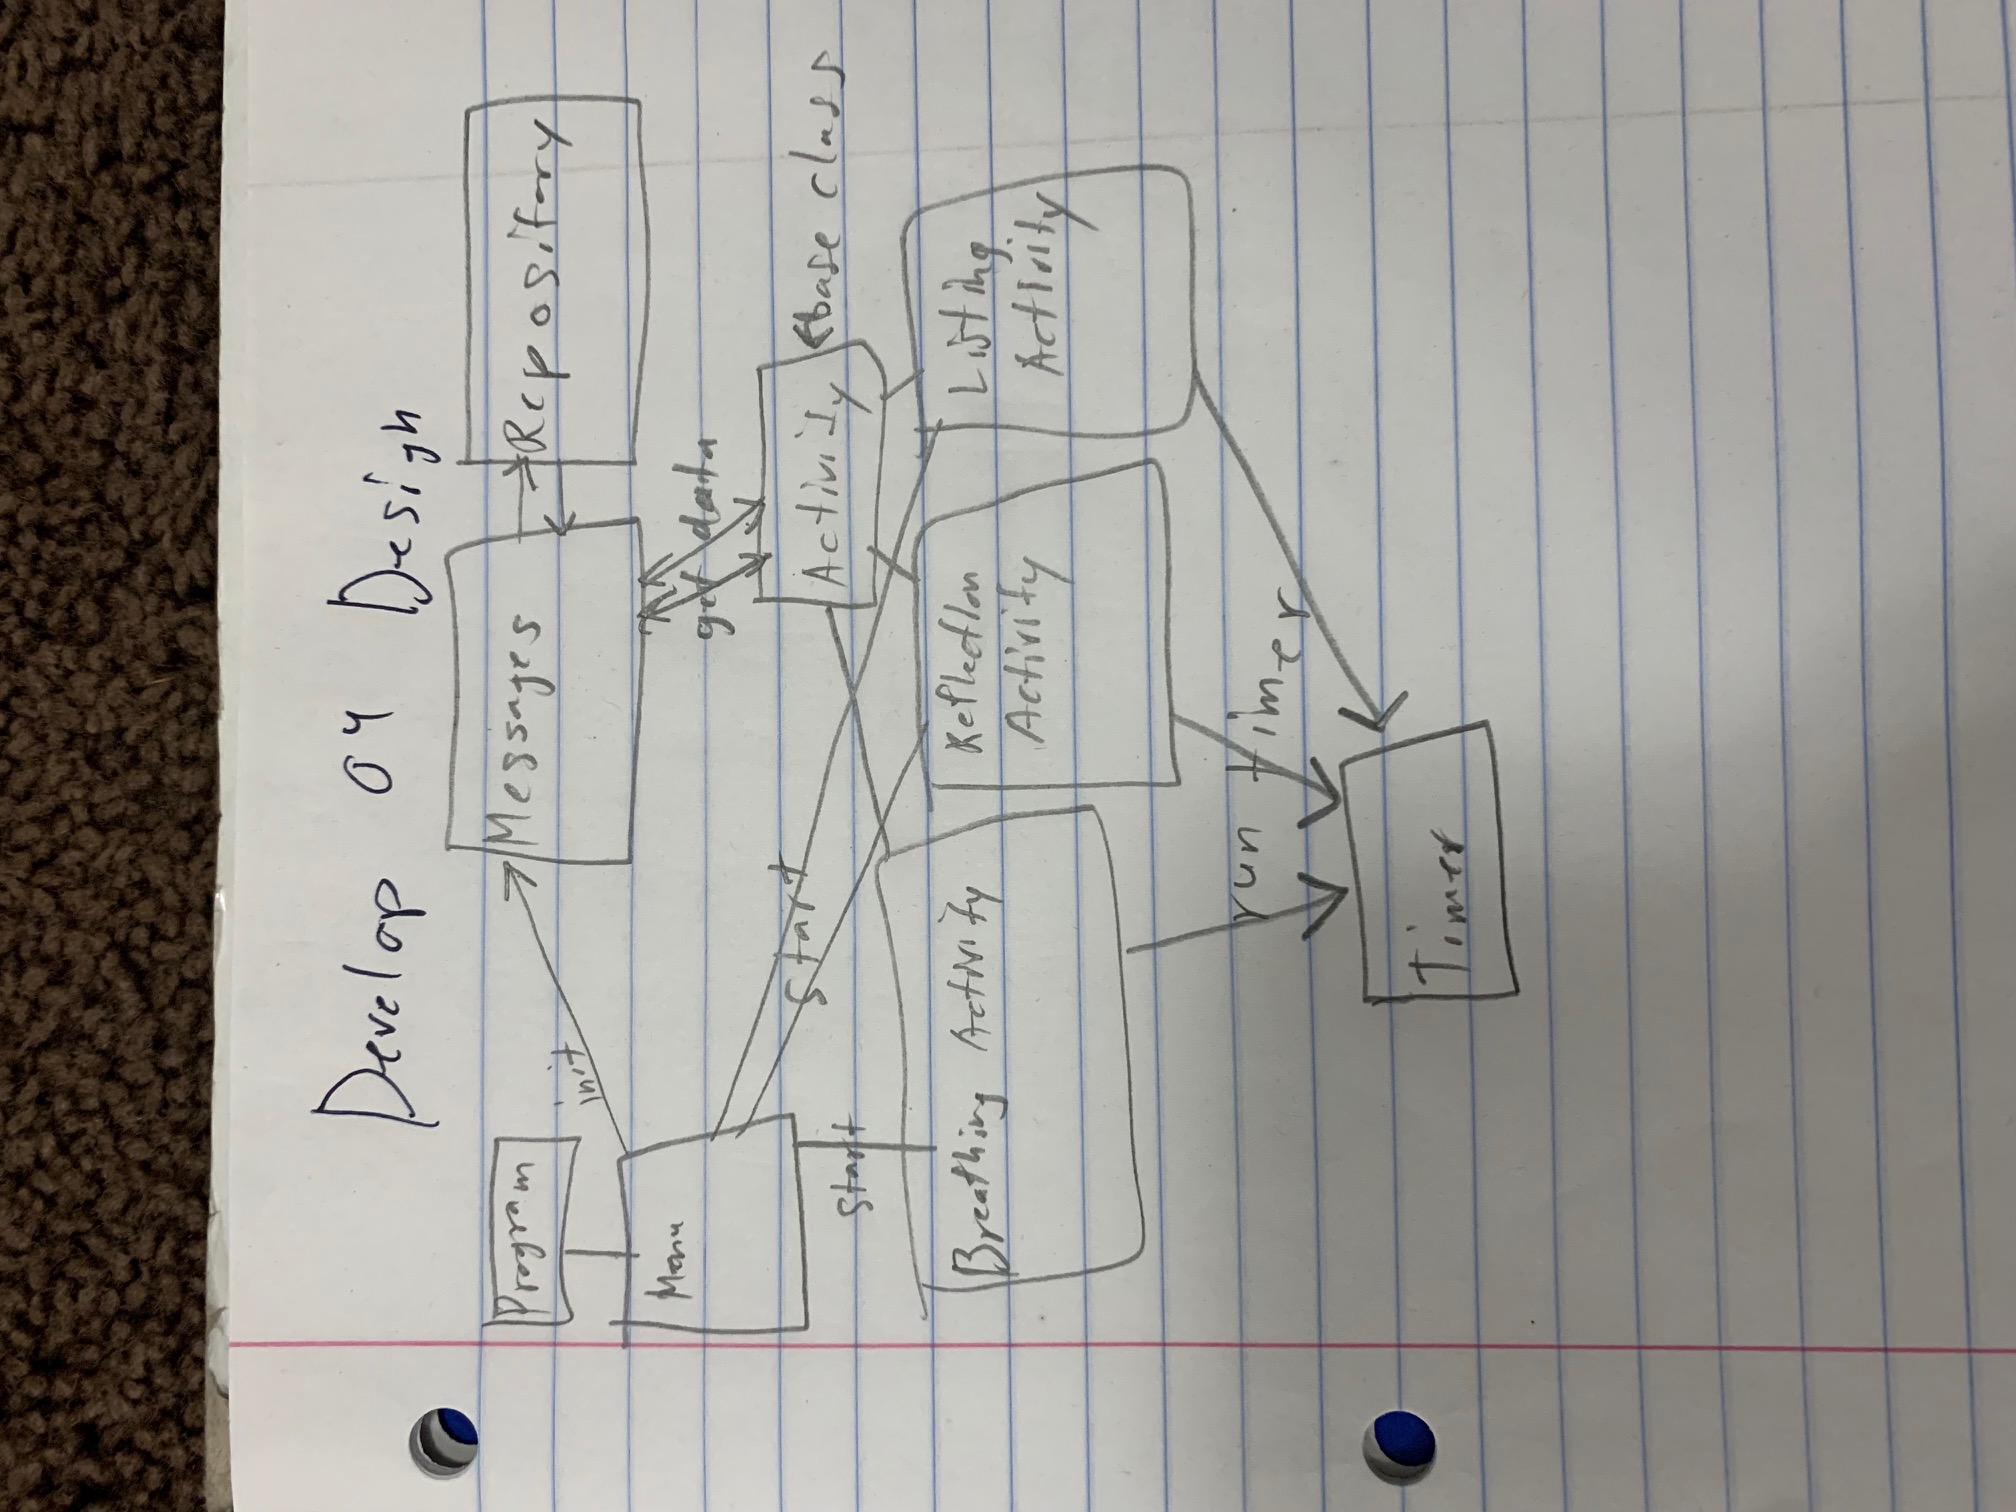 Develop 04 Design
Program
Messages
Repository
init
Menu
get data
start
start
Activity
base class
Breathing Activity
Reflection
Activity
Listing
Activity
run timer
Timer